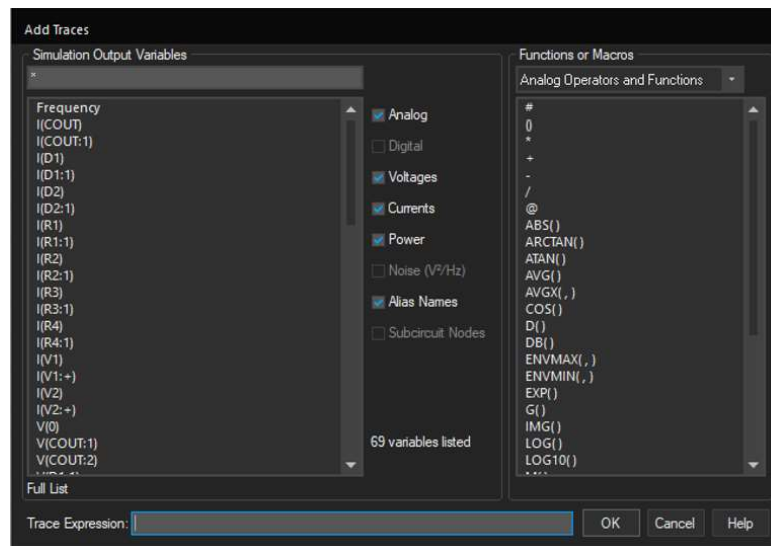 Add Traces
Simulation Output Variables
*
Frequency
I(COUT)
I(COUT:1)
I(D1)
I(D1:1)
I(D2)
I(D2:1)
I(R1)
I(R1:1)
I(R2)
I(R2:1)
I(R3)
I(R3:1)
I(R4)
I(R4:1)
I(V1)
I(V1:+)
I(V2)
I(V2:+)
V(0)
V(COUT:1)
V(COUT:2)
Full List
Analog
Digital
Voltages
Currents
Power
Noise (V²/Hz)
Alias Names
Subcircuit Nodes
69 variables listed
Functions or Macros
Analog Operators and Functions
#
()
*
+
-
/
@
ABS()
ARCTAN()
ATAN()
AVG()
AVGX(,)
COS()
D()
DB()
ENVMAX(,)
ENVMIN(,)
EXP()
G()
IMG()
LOG()
LOG10()
Trace Expression:
OK Cancel Help